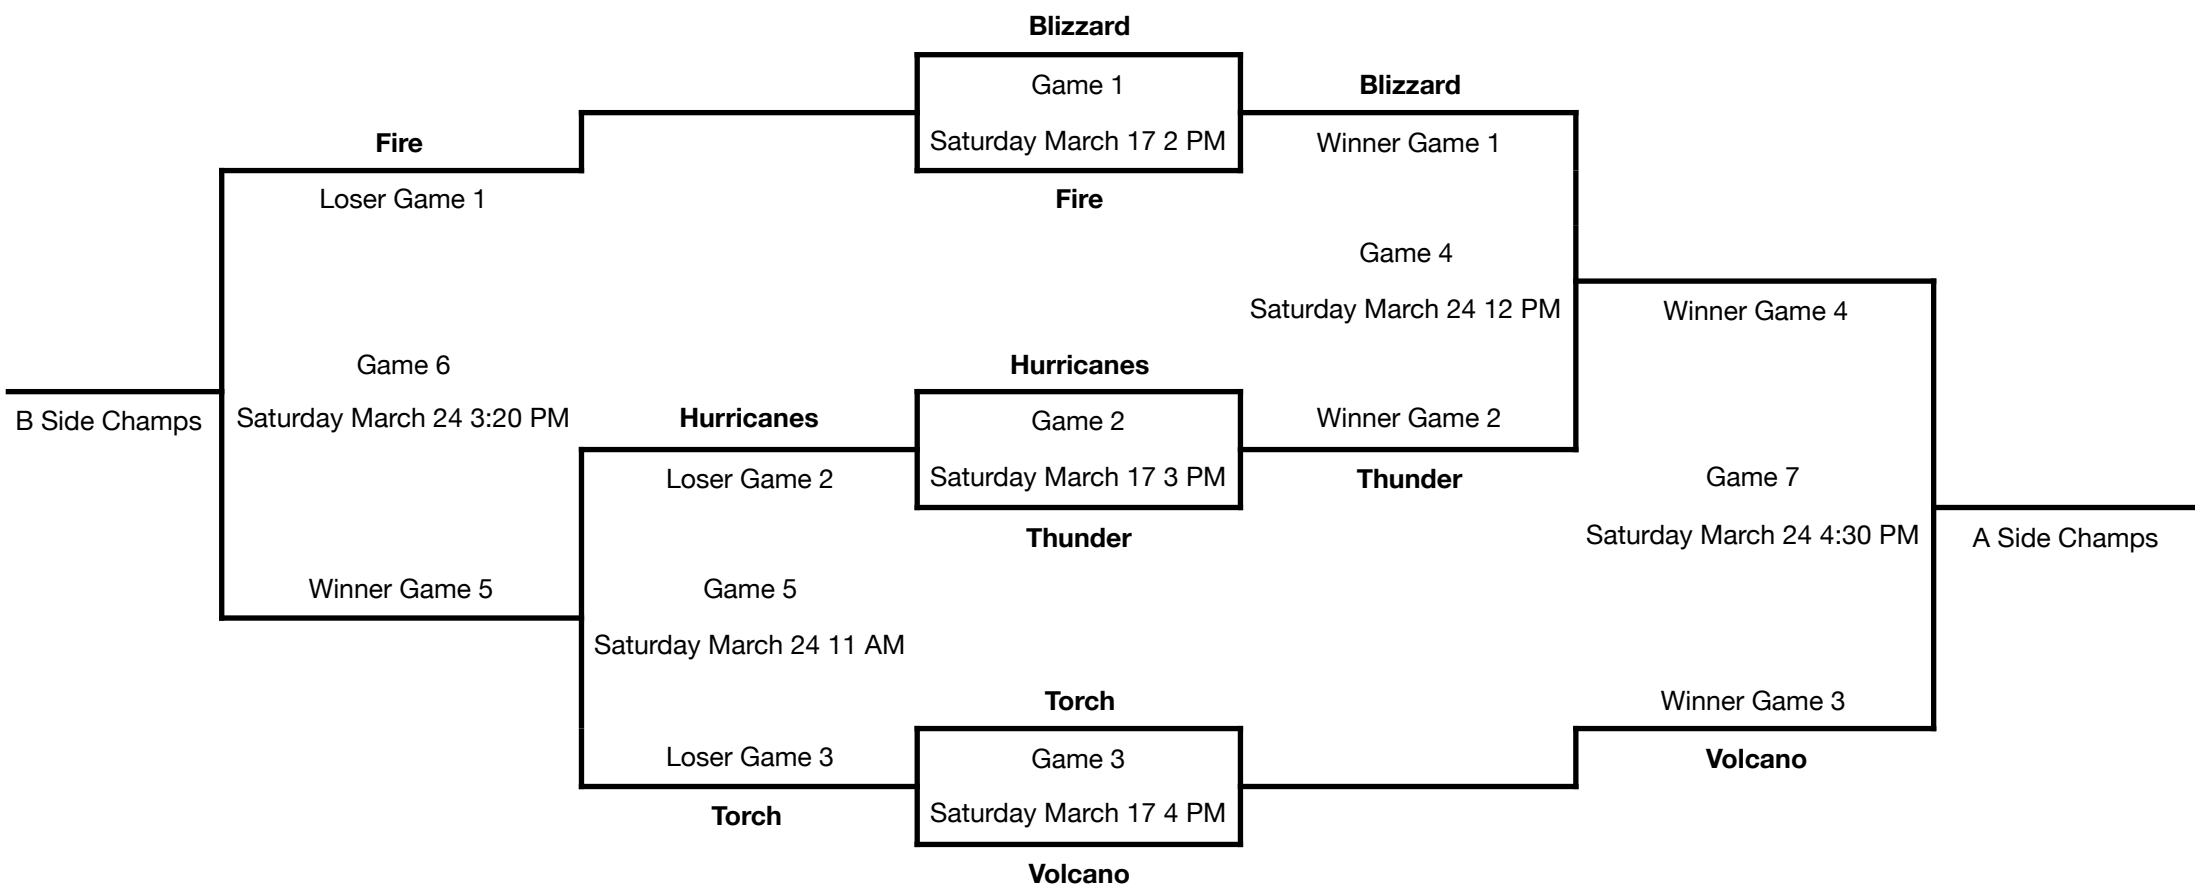 Blizzard
Game 1
Blizzard
Fire
Saturday March 17 2 PM
Winner Game 1
Loser Game 1
Fire
Game 4
Saturday March 24 12 PM
Winner Game 4
Game 6
Hurricanes
B Side Champs
Saturday March 24 3:20 PM
Hurricanes
Game 2
Winner Game 2
Loser Game 2
Saturday March 17 3 PM
Thunder
Game 7
Thunder
Saturday March 24 4:30 PM
A Side Champs
Winner Game 5
Game 5
Saturday March 24 11 AM
Torch
Winner Game 3
Loser Game 3
Game 3
Volcano
Torch
Saturday March 17 4 PM
Volcano